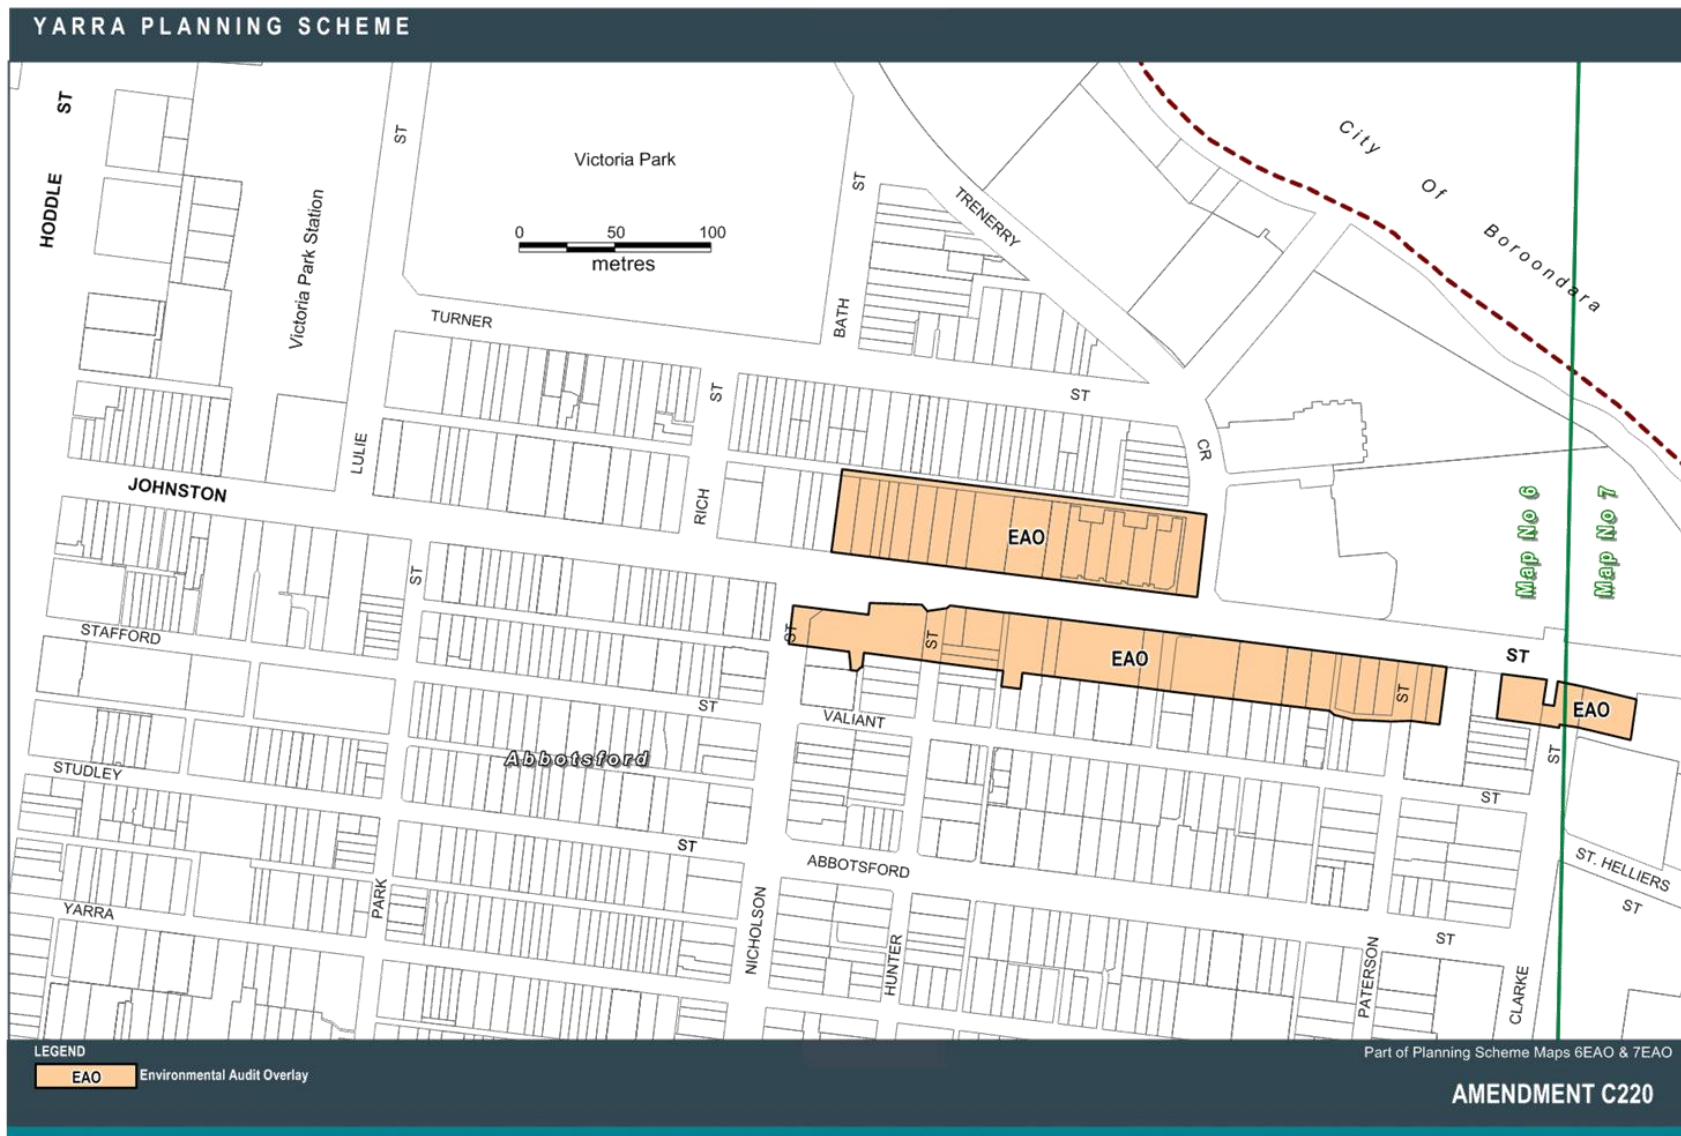 YARRA PLANNING SCHEME
HODDLE ST
Victoria Park Station
ST
Victoria Park
0 50 100
metres
BATH ST
TRENERRY CR
City Of Boroondara
TURNER ST
LULIE
RICH ST
JOHNSTON ST
EAO
EAO
EAO
Map No 6
Map No 7
STAFFORD ST
ST
ST
ST
ST
VALIANT ST
Abbotsford
STUDLEY ST
ABBOTSFORD ST
ST. HELLIERS ST
YARRA
PARK
NICHOLSON
HUNTER
PATERSON
CLARKE ST
LEGEND
EAO Environmental Audit Overlay
Part of Planning Scheme Maps 6EAO & 7EAO
AMENDMENT C220